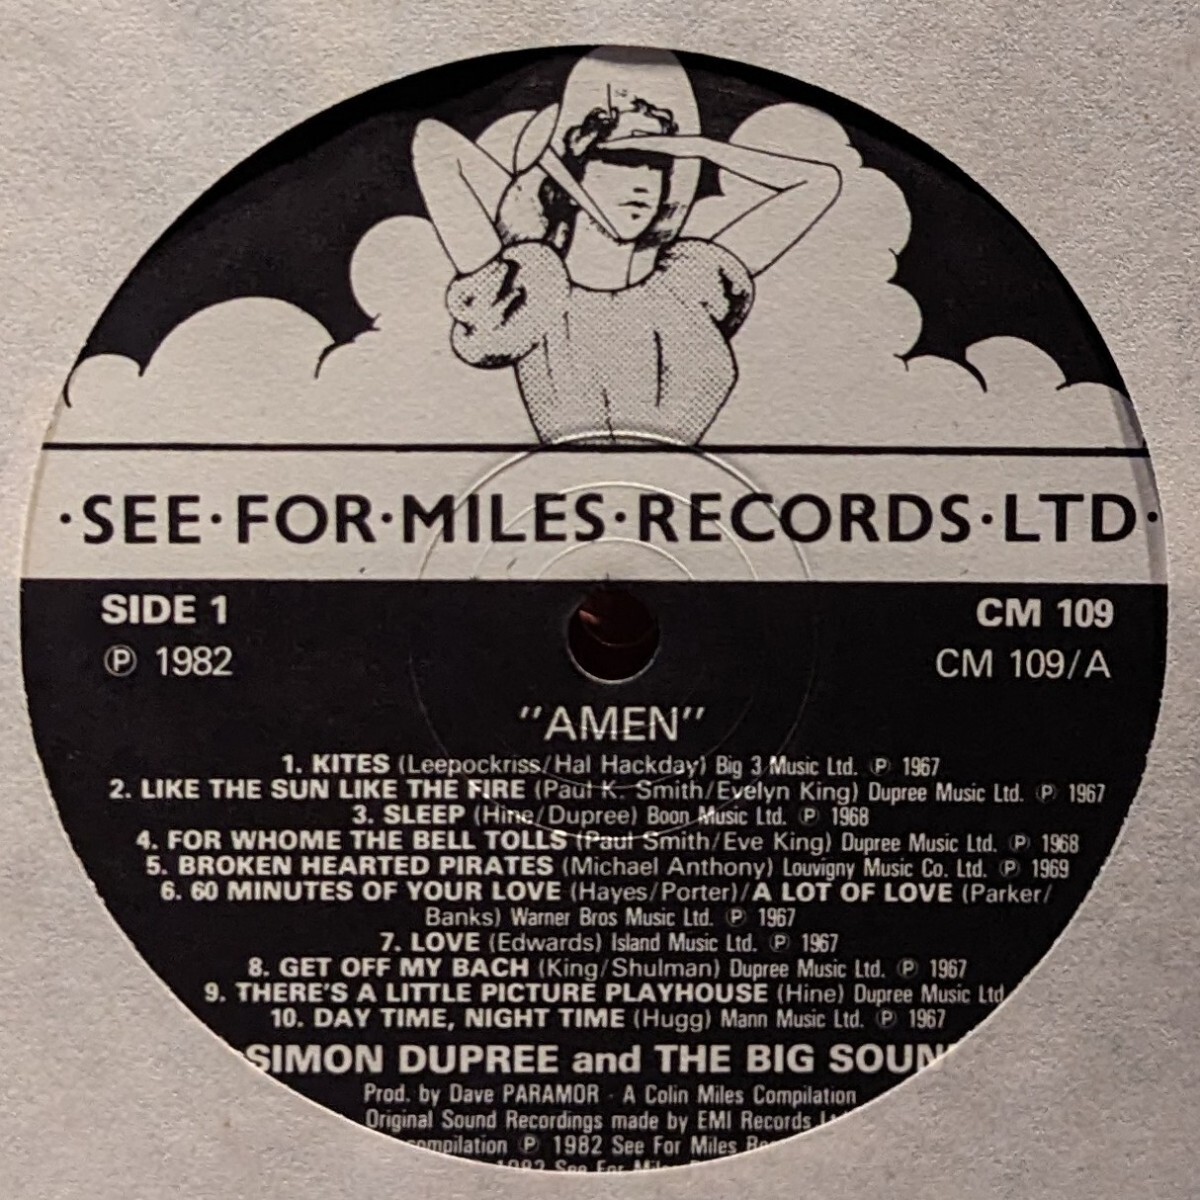 ·SEE·FOR·MILES·RECORDS·LTD·
SIDE 1
CM 109
Ⓟ 1982
CM 109/A
"AMEN"
1. KITES (Leepockriss/Hal Hackday) Big 3 Music Ltd. Ⓟ 1967
2. LIKE THE SUN LIKE THE FIRE (Paul K. Smith/Evelyn King) Dupree Music Ltd. Ⓟ 1967
3. SLEEP (Hine/Dupree) Boon Music Ltd. Ⓟ 1968
4. FOR WHOME THE BELL TOLLS (Paul Smith/Eve King) Dupree Music Ltd. Ⓟ 1968
5. BROKEN HEARTED PIRATES (Michael Anthony) Louvigny Music Co. Ltd. Ⓟ 1969
6. 60 MINUTES OF YOUR LOVE (Hayes/Porter)/A LOT OF LOVE (Parker/
Banks) Warner Bros Music Ltd. Ⓟ 1967
7. LOVE (Edwards) Island Music Ltd. Ⓟ 1967
8. GET OFF MY BACH (King/Shulman) Dupree Music Ltd. Ⓟ 1967
9. THERE'S A LITTLE PICTURE PLAYHOUSE (Hine) Dupree Music Ltd
10. DAY TIME, NIGHT TIME (Hugg) Mann Music Ltd. Ⓟ 1967
SIMON DUPREE and THE BIG SOUN
Prod. by Dave PARAMOR - A Colin Miles Compilation
Original Sound Recordings made by EMI Records
Ⓟ 1982 See For Miles
1982 See For